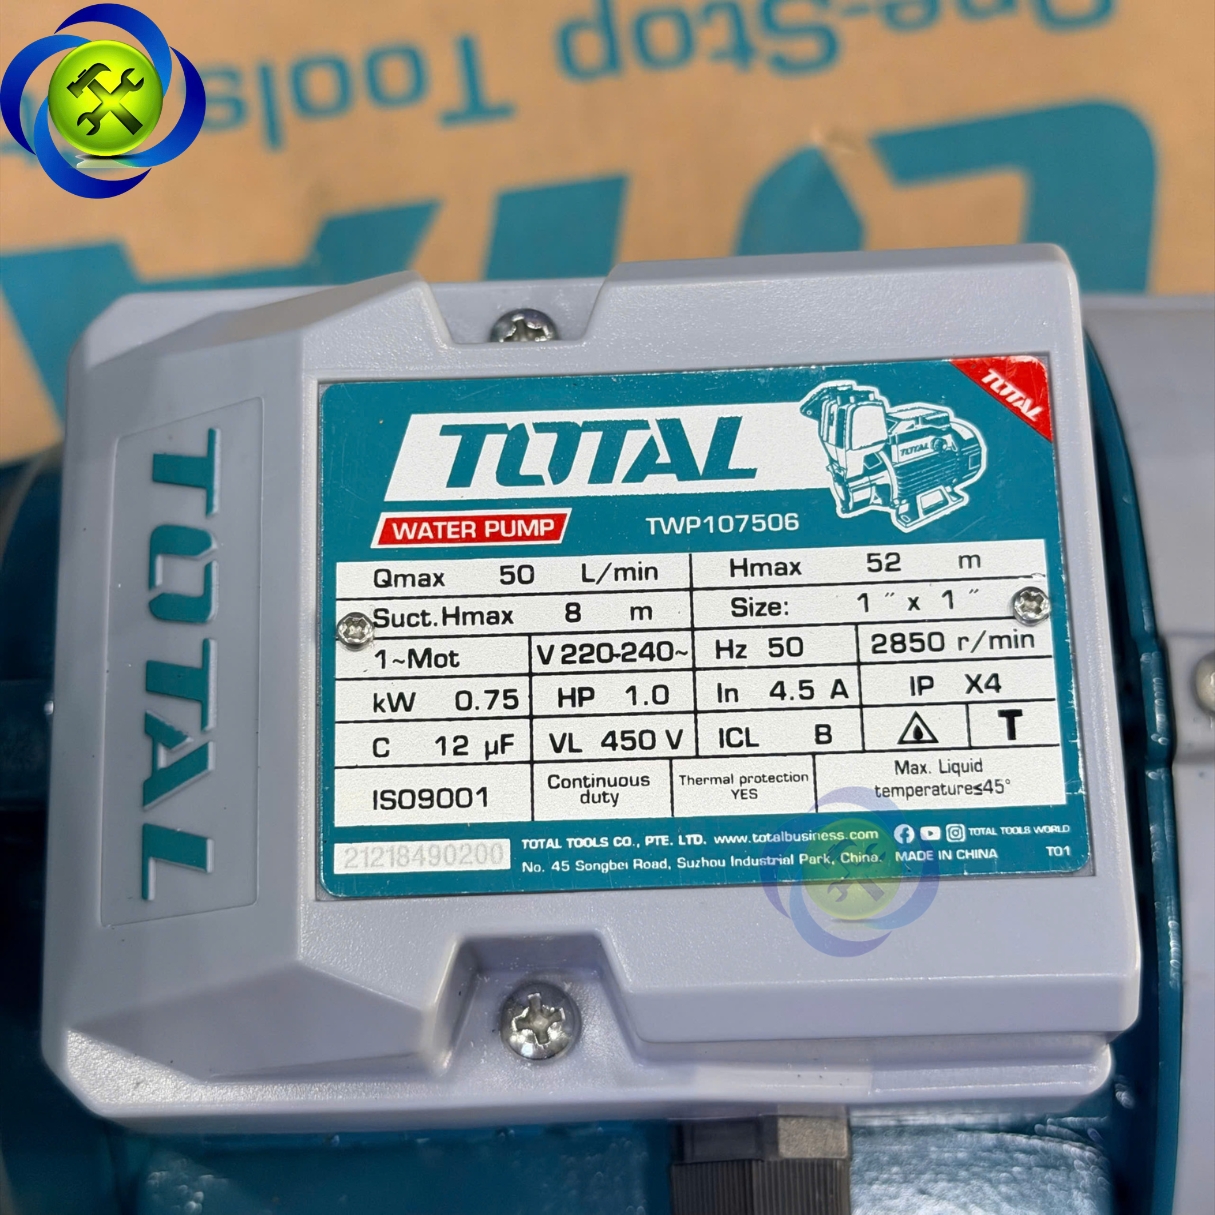 One-Stop Tools
TOTAL
TOTAL
TOTAL
TOTAL
TOTAL
WATER PUMP TWP107506
Qmax 50 L/min Hmax 52 m
Suct.Hmax 8 m Size: 1" x 1"
1~Mot V 220-240~ Hz 50 2850 r/min
kW 0.75 HP 1.0 In 4.5 A IP X4
C 12 µF VL 450 V ICL B T
ISO9001 Continuous duty Thermal protection YES Max. Liquid temperature≤45°
21218490200
TOTAL TOOLS CO., PTE. LTD. www.totalbusiness.com TOTAL TOOLS WORLD
No. 45 Songbei Road, Suzhou Industrial Park, China. MADE IN CHINA T01